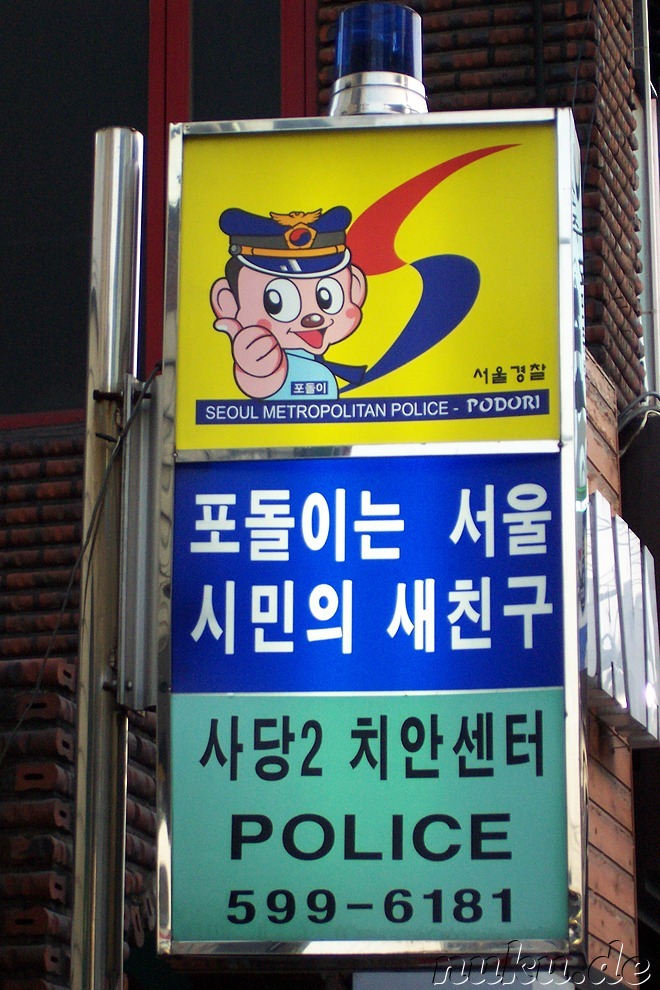 포돌이
서울경찰
SEOUL METROPOLITAN POLICE - PODORI
포돌이는 서울
시민의 새친구
사당2 치안센터
POLICE
599-6181
nuku.de